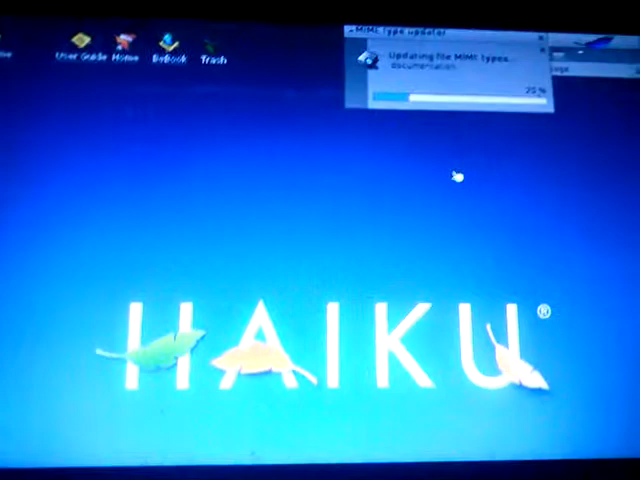 MIME type updater
Updating file MIME types...
documentation
20 %
User Guide Home BeBook Trash
HAIKU®